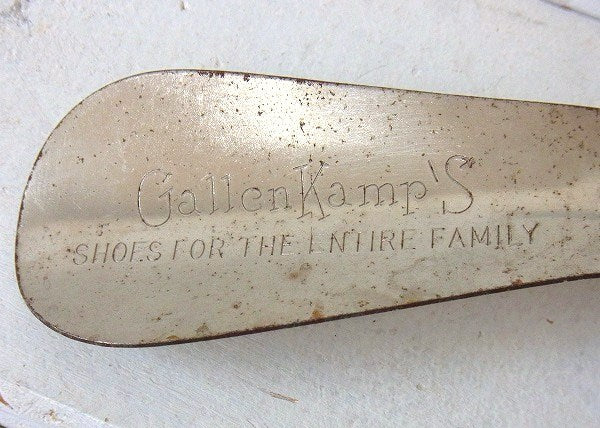 GallenKamp'S
SHOES FOR THE ENTIRE FAMILY